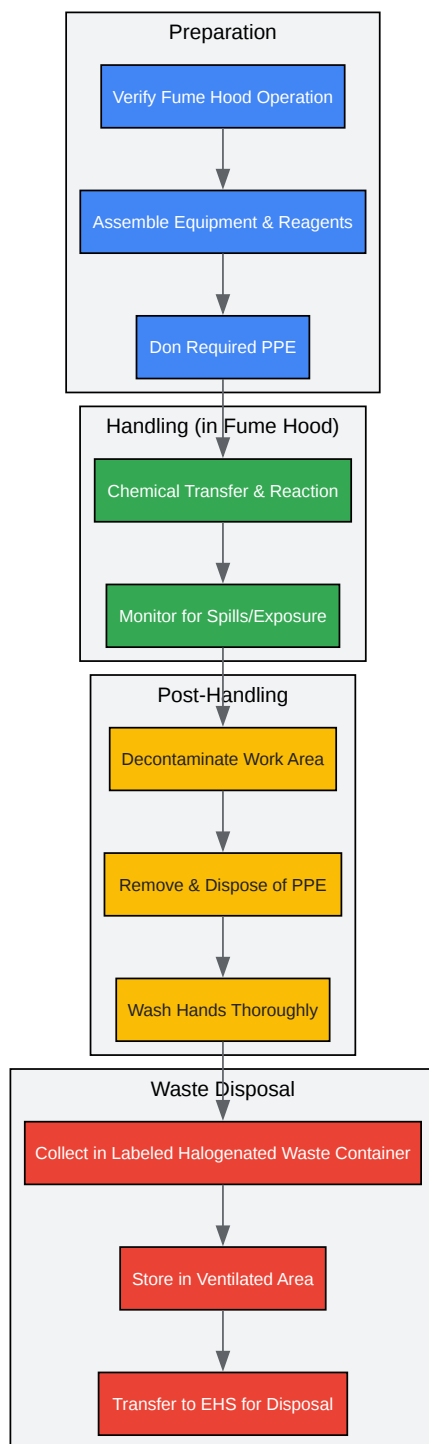 Preparation
Verify Fume Hood Operation
Assemble Equipment & Reagents
Don Required PPE
Handling (in Fume Hood)
Chemical Transfer & Reaction
Monitor for Spills/Exposure
Post-Handling
Decontaminate Work Area
Remove & Dispose of PPE
Wash Hands Thoroughly
Waste Disposal
Collect in Labeled Halogenated Waste Container
Store in Ventilated Area
Transfer to EHS for Disposal